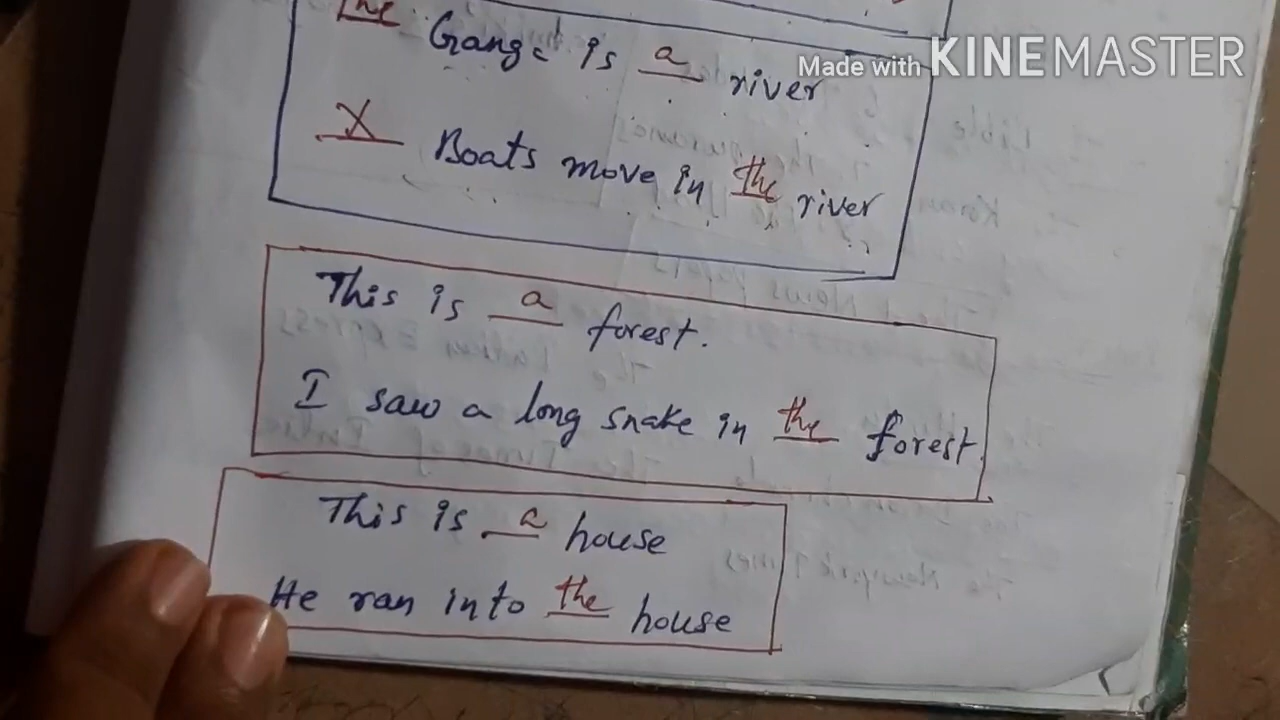 The Gange is a river
Made with KINEMASTER
X Boats move in the river
This is a forest.
I saw a long snake in the forest.
This is a house
He ran into the house